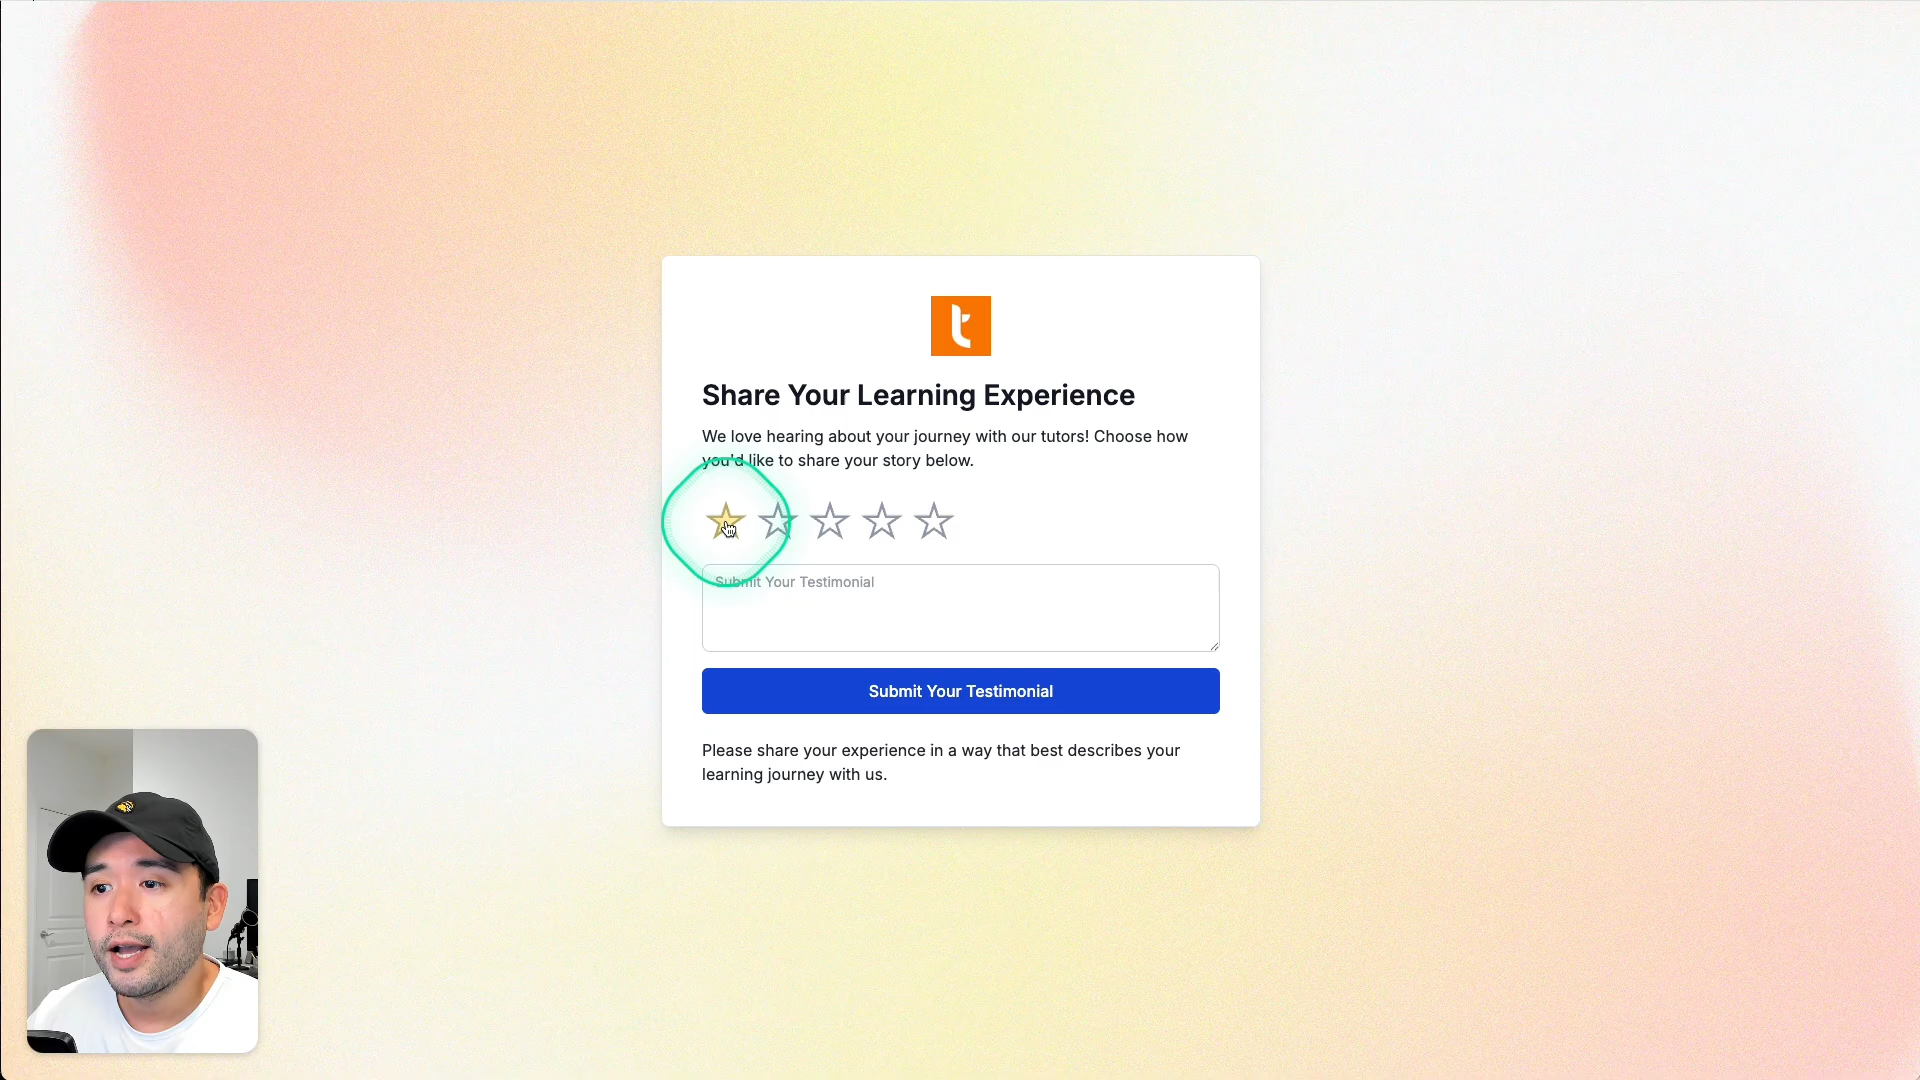 t
Share Your Learning Experience
We love hearing about your journey with our tutors! Choose how
you'd like to share your story below.
Submit Your Testimonial
Submit Your Testimonial
Please share your experience in a way that best describes your
learning journey with us.